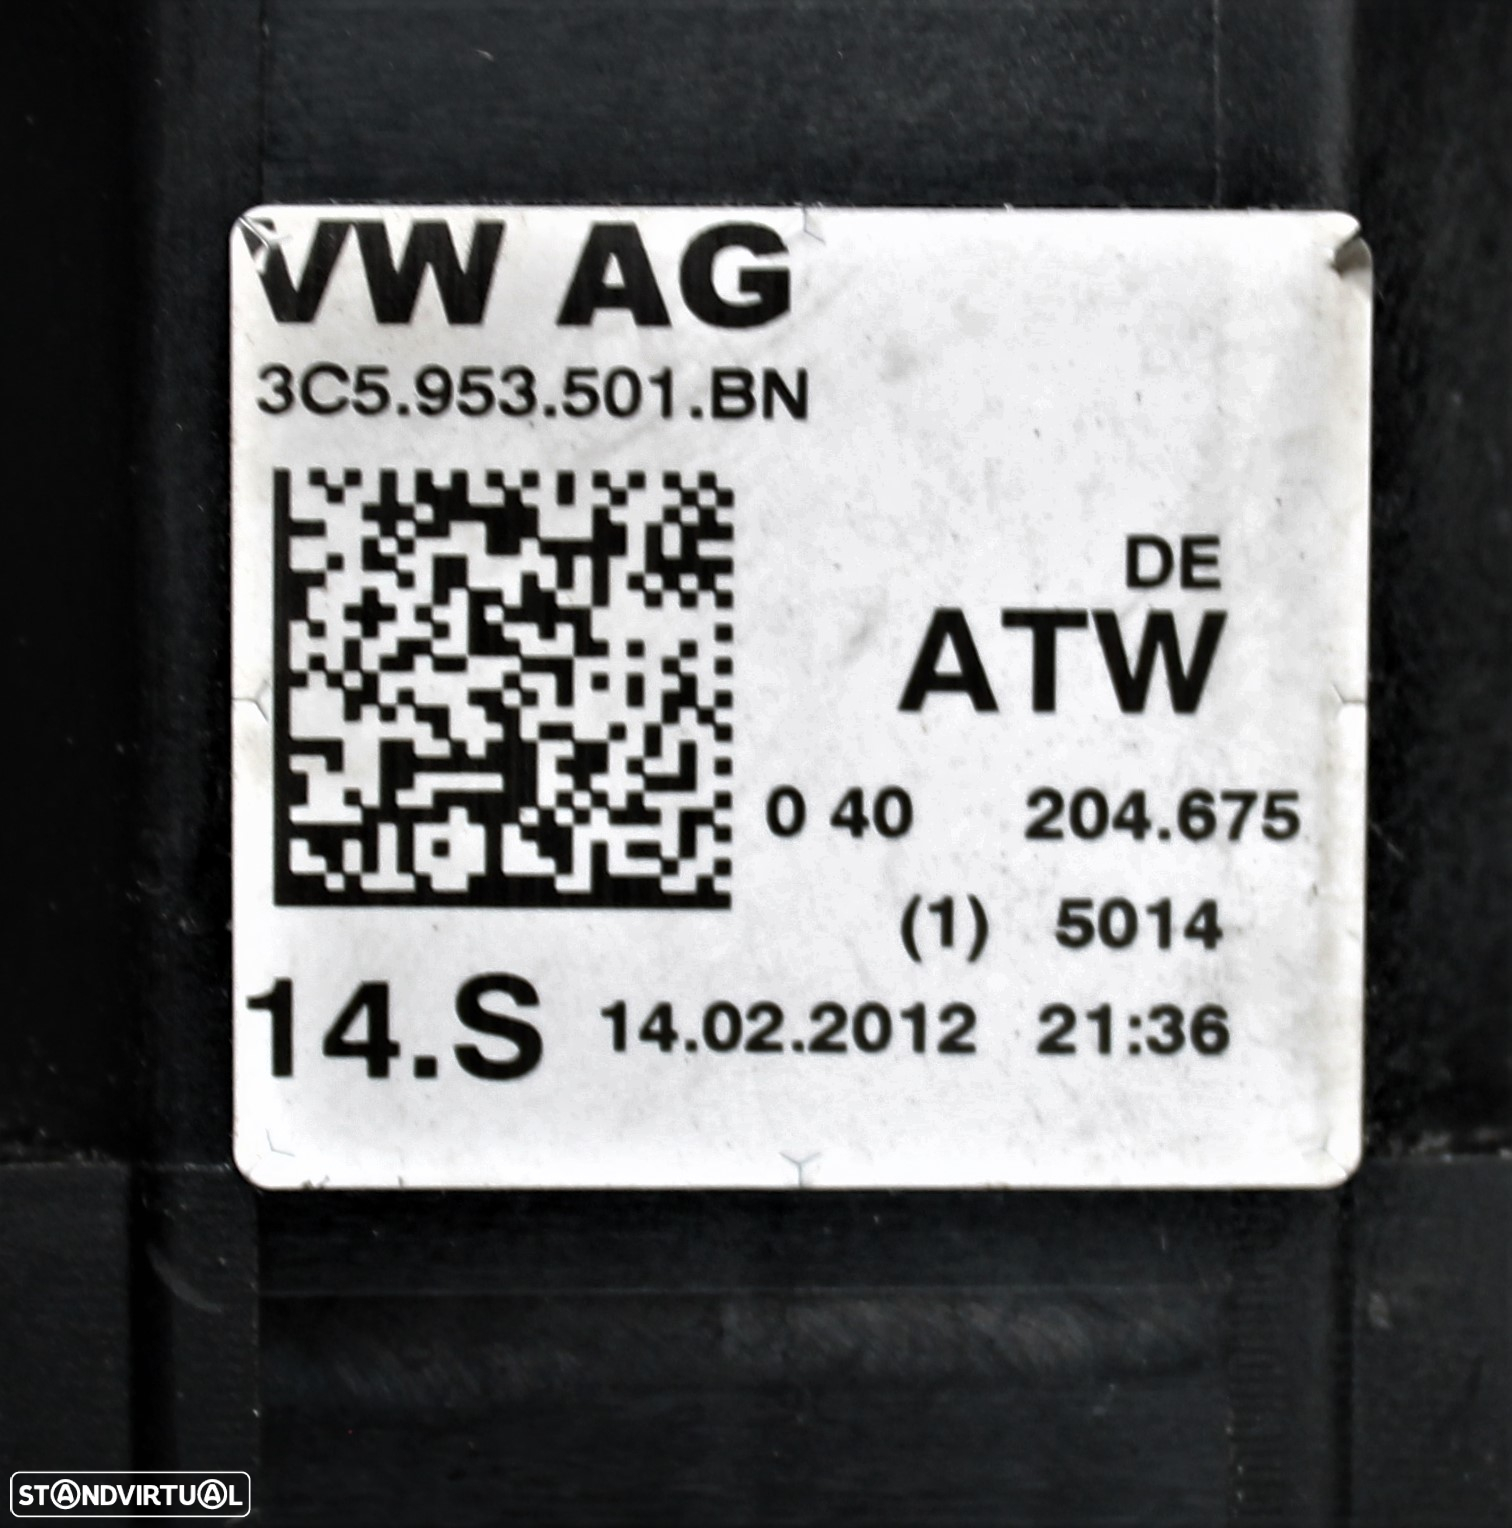 VW AG
3C5.953.501.BN
DE
ATW
0 40 204.675
(1) 5014
14.S 14.02.2012 21:36
STANDVIRTUAL